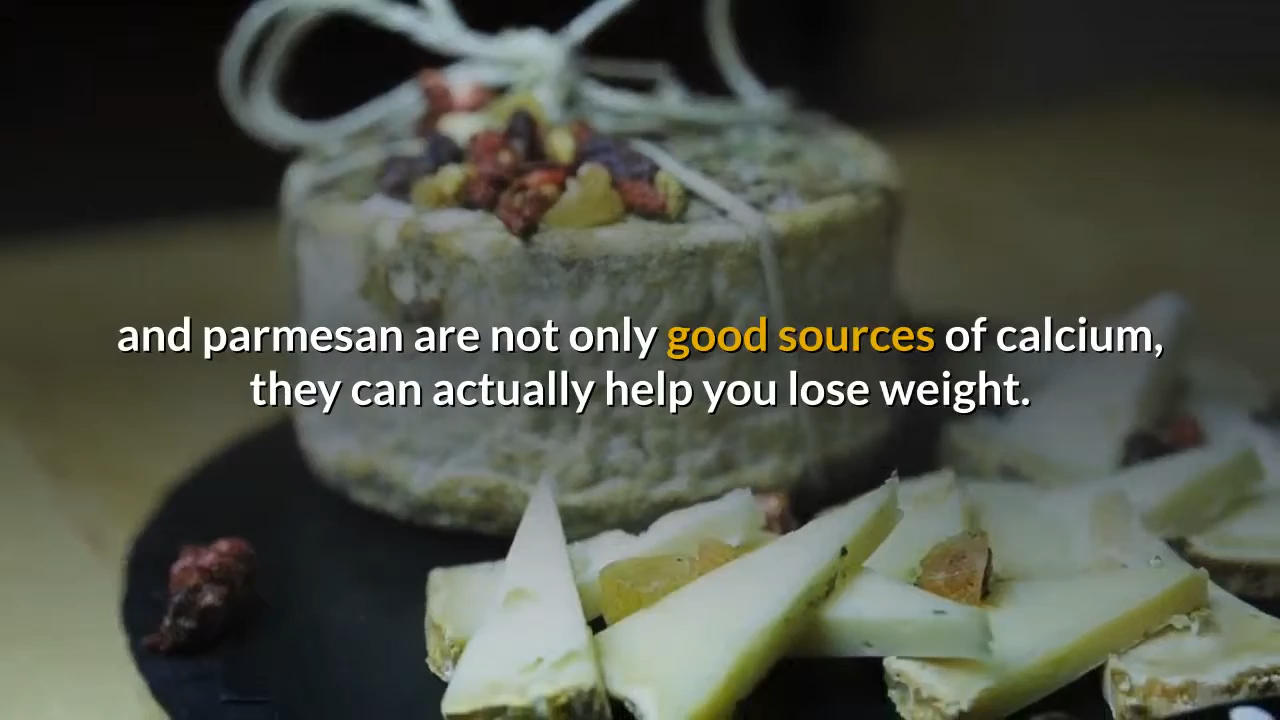 and parmesan are not only good sources of calcium,
they can actually help you lose weight.